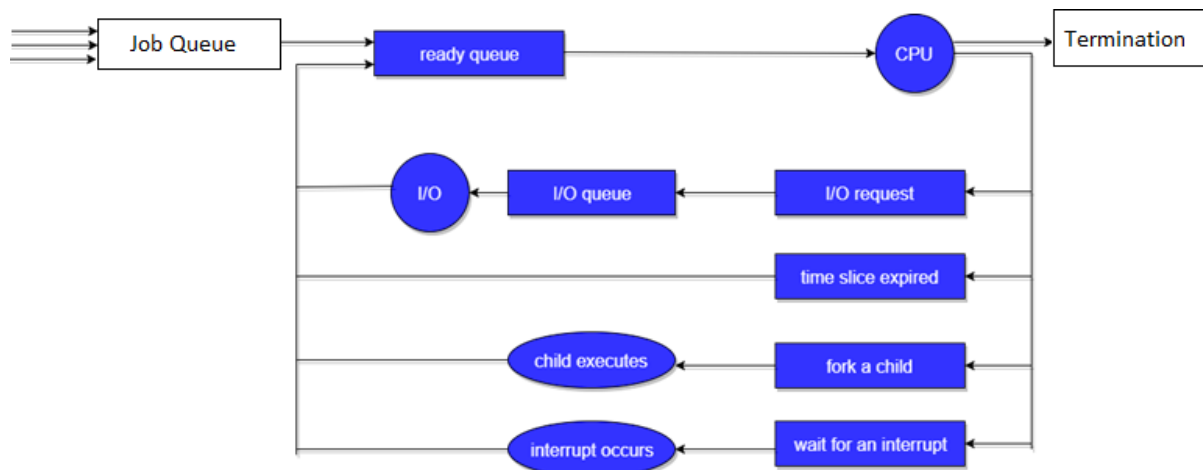 Job Queue
ready queue
CPU
Termination
I/O
I/O queue
I/O request
time slice expired
child executes
fork a child
interrupt occurs
wait for an interrupt